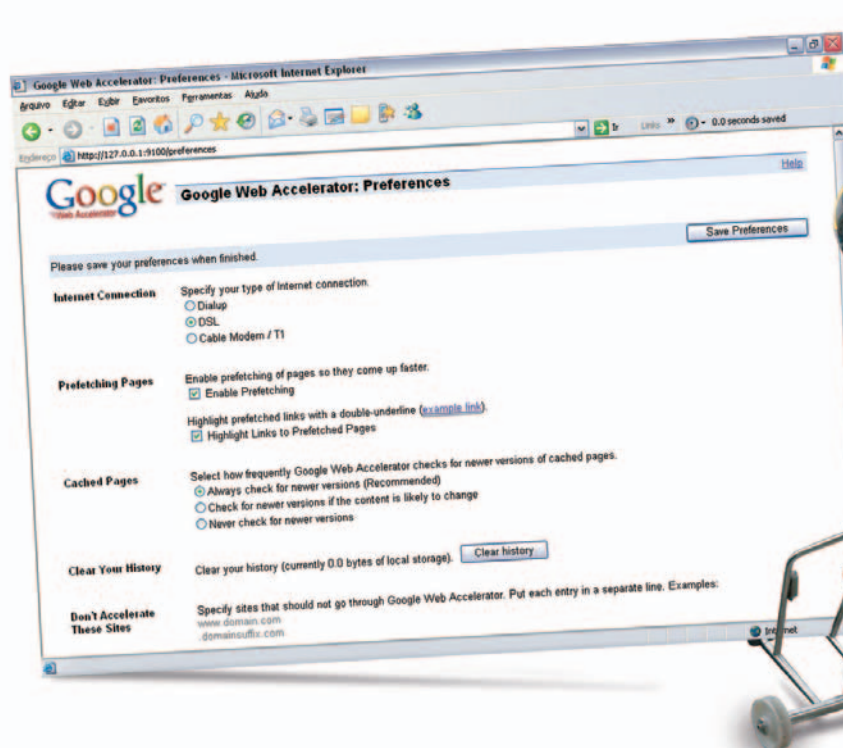 Google Web Accelerator: Preferences - Microsoft Internet Explorer
Arquivo Editar Exibir Favoritos Ferramentas Ajuda
Ir Links » 0.0 seconds saved
Endereço http://127.0.0.1:9100/preferences
Google Web Accelerator
Google Web Accelerator: Preferences
Help
Please save your preferences when finished.
Save Preferences
Internet Connection
Specify your type of Internet connection.
Dialup
DSL
Cable Modem / T1
Prefetching Pages
Enable prefetching of pages so they come up faster.
Enable Prefetching
Highlight prefetched links with a double-underline (example link).
Highlight Links to Prefetched Pages
Cached Pages
Select how frequently Google Web Accelerator checks for newer versions of cached pages.
Always check for newer versions (Recommended)
Check for newer versions if the content is likely to change
Never check for newer versions
Clear Your History
Clear your history (currently 0.0 bytes of local storage).
Clear history
Don't Accelerate
These Sites
Specify sites that should not go through Google Web Accelerator. Put each entry in a separate line. Examples:
www.domain.com
.domainsuffix.com